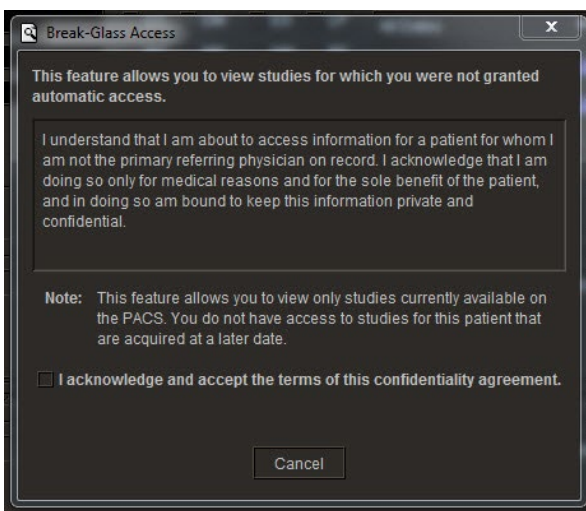 Break-Glass Access
This feature allows you to view studies for which you were not granted
automatic access.
I understand that I am about to access information for a patient for whom I
am not the primary referring physician on record. I acknowledge that I am
doing so only for medical reasons and for the sole benefit of the patient,
and in doing so am bound to keep this information private and
confidential.
Note: This feature allows you to view only studies currently available on
the PACS. You do not have access to studies for this patient that
are acquired at a later date.
I acknowledge and accept the terms of this confidentiality agreement.
Cancel